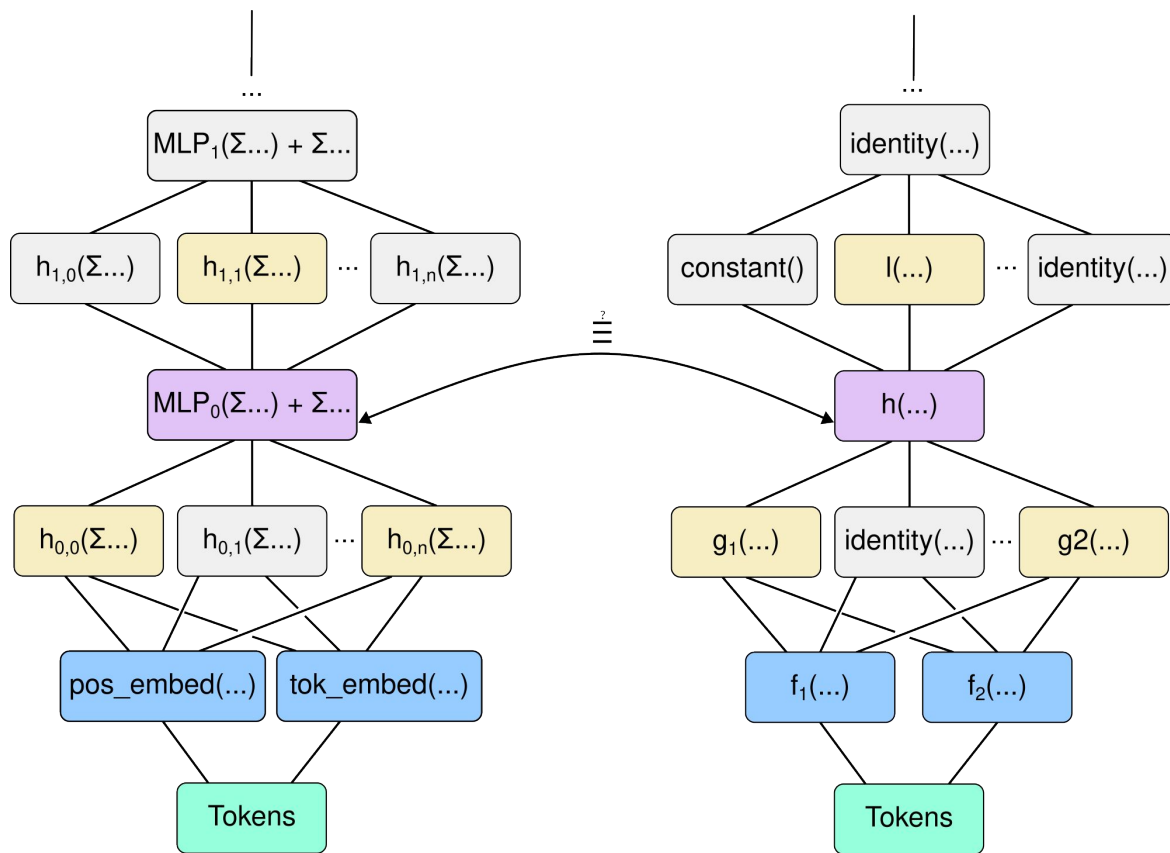 ...
MLP₁(Σ...) + Σ...
h₁,₀(Σ...) h₁,₁(Σ...) ... h₁,ₙ(Σ...)
MLP₀(Σ...) + Σ...
h₀,₀(Σ...) h₀,₁(Σ...) ... h₀,ₙ(Σ...)
pos_embed(...) tok_embed(...)
Tokens
?
≡
...
identity(...)
constant() I(...) ... identity(...)
h(...)
g₁(...) identity(...) ... g2(...)
f₁(...) f₂(...)
Tokens